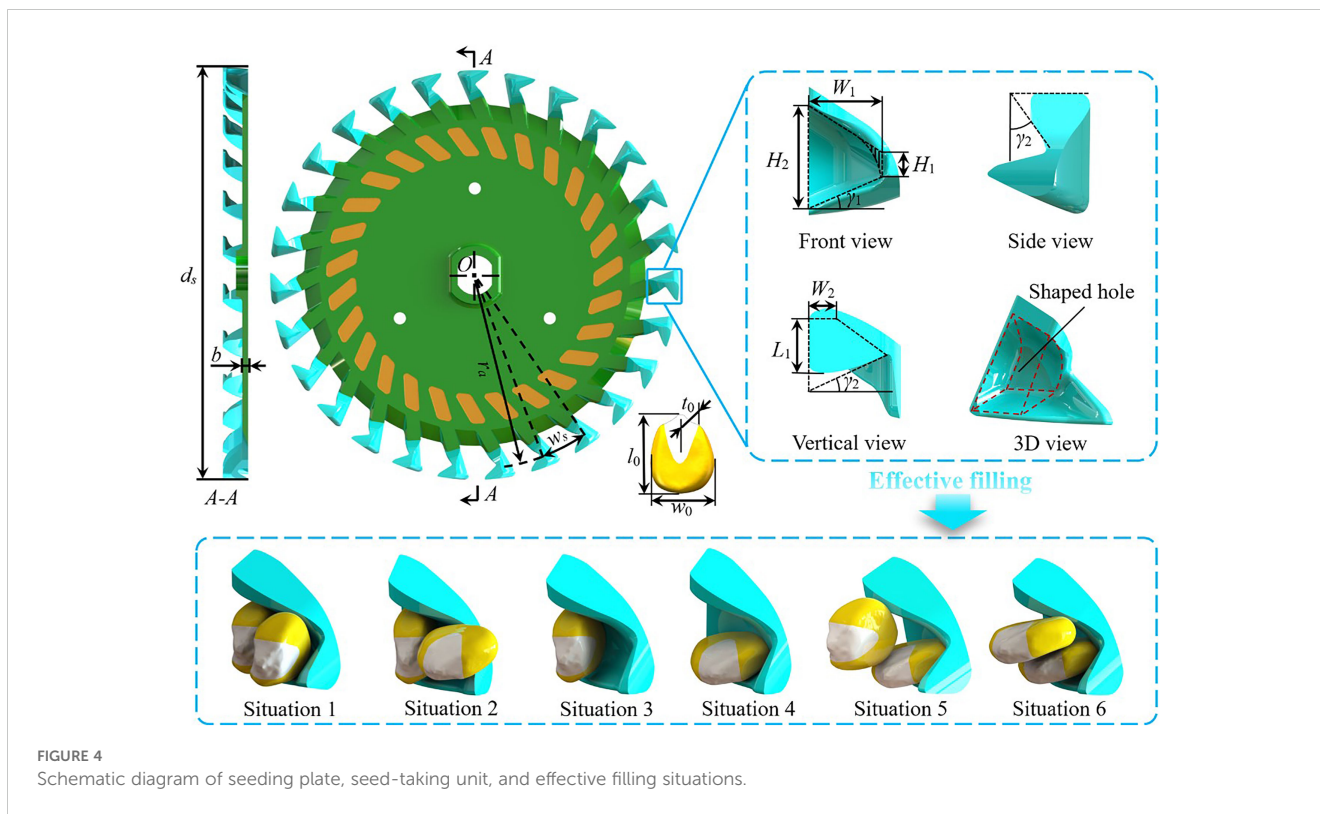 A
W₁
H₂
H₁
γ₁
γ₂
Front view
Side view
dₛ
O
b
rₐ
wₛ
W₂
L₁
γ₂
Shaped hole
Vertical view
3D view
t₀
l₀
w₀
A-A
A
Effective filling
Situation 1
Situation 2
Situation 3
Situation 4
Situation 5
Situation 6
FIGURE 4
Schematic diagram of seeding plate, seed-taking unit, and effective filling situations.